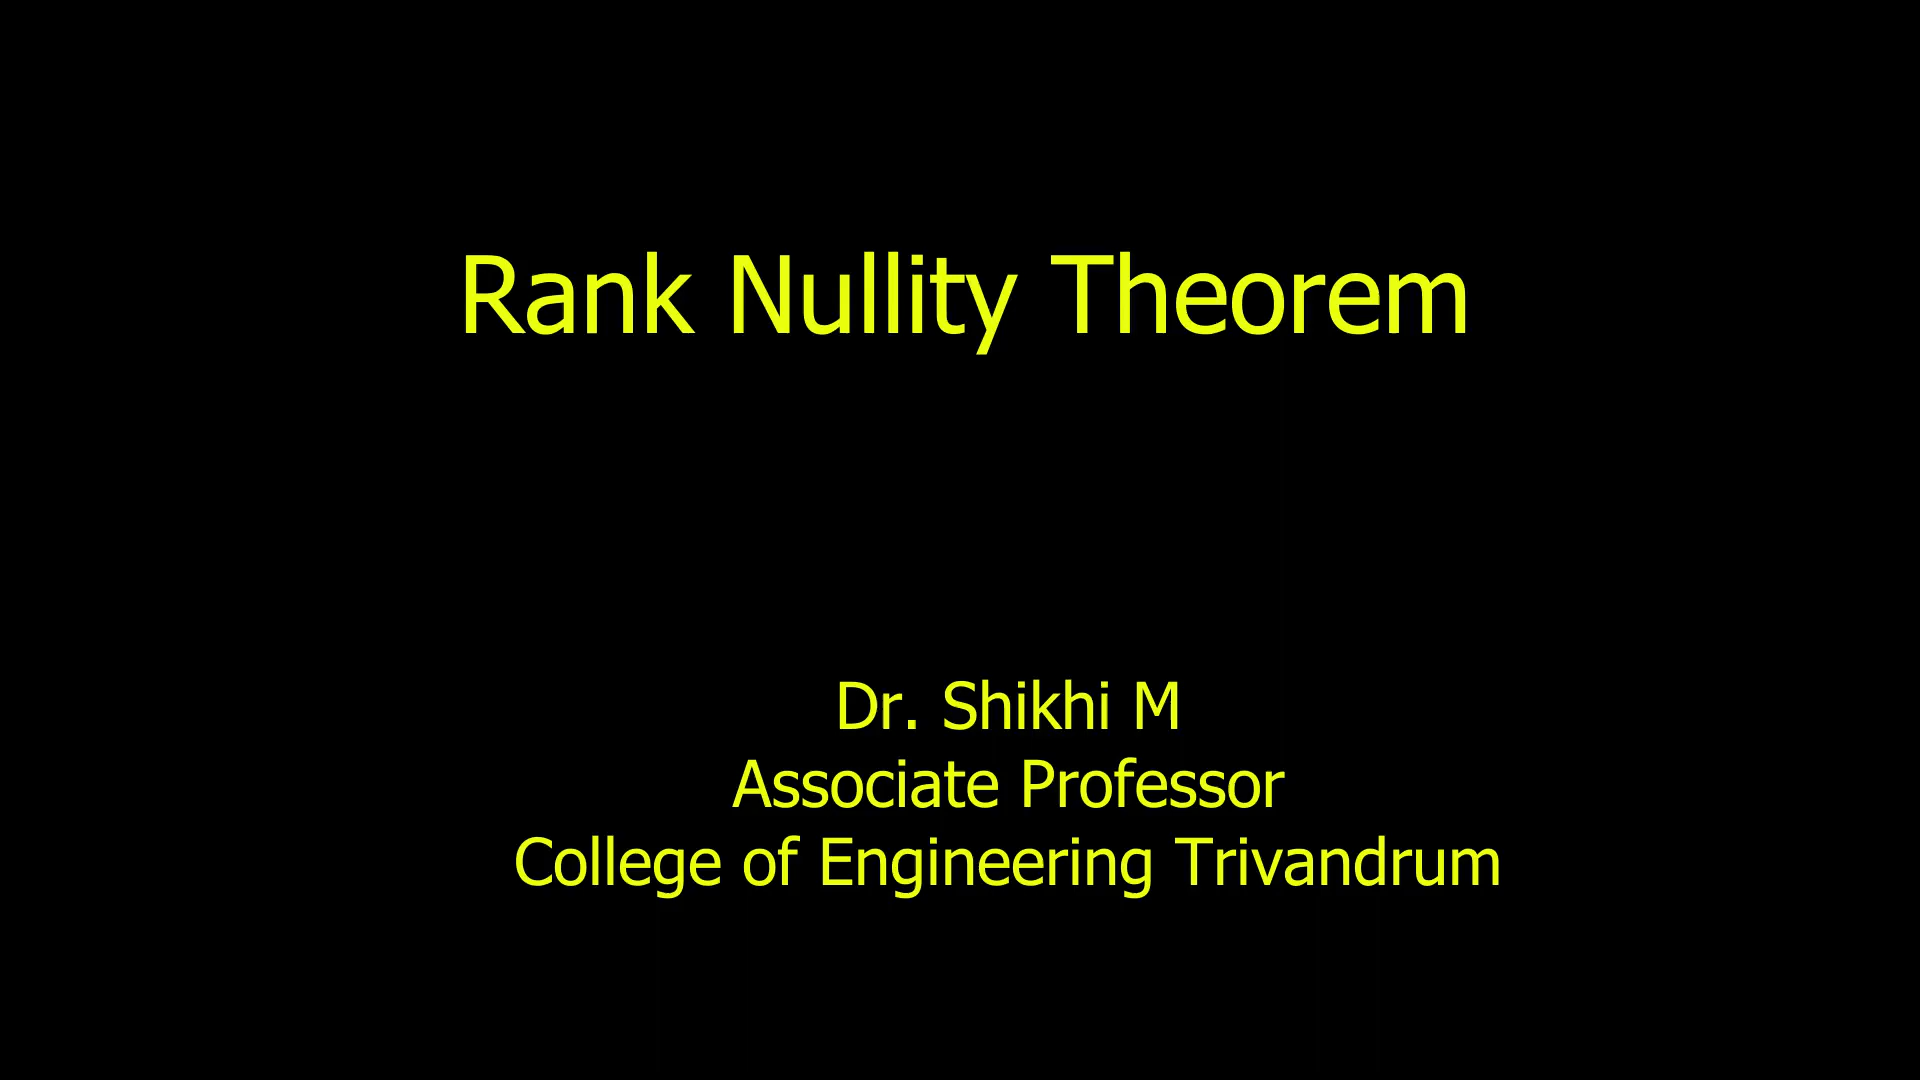 Rank Nullity Theorem
Dr. Shikhi M
Associate Professor
College of Engineering Trivandrum